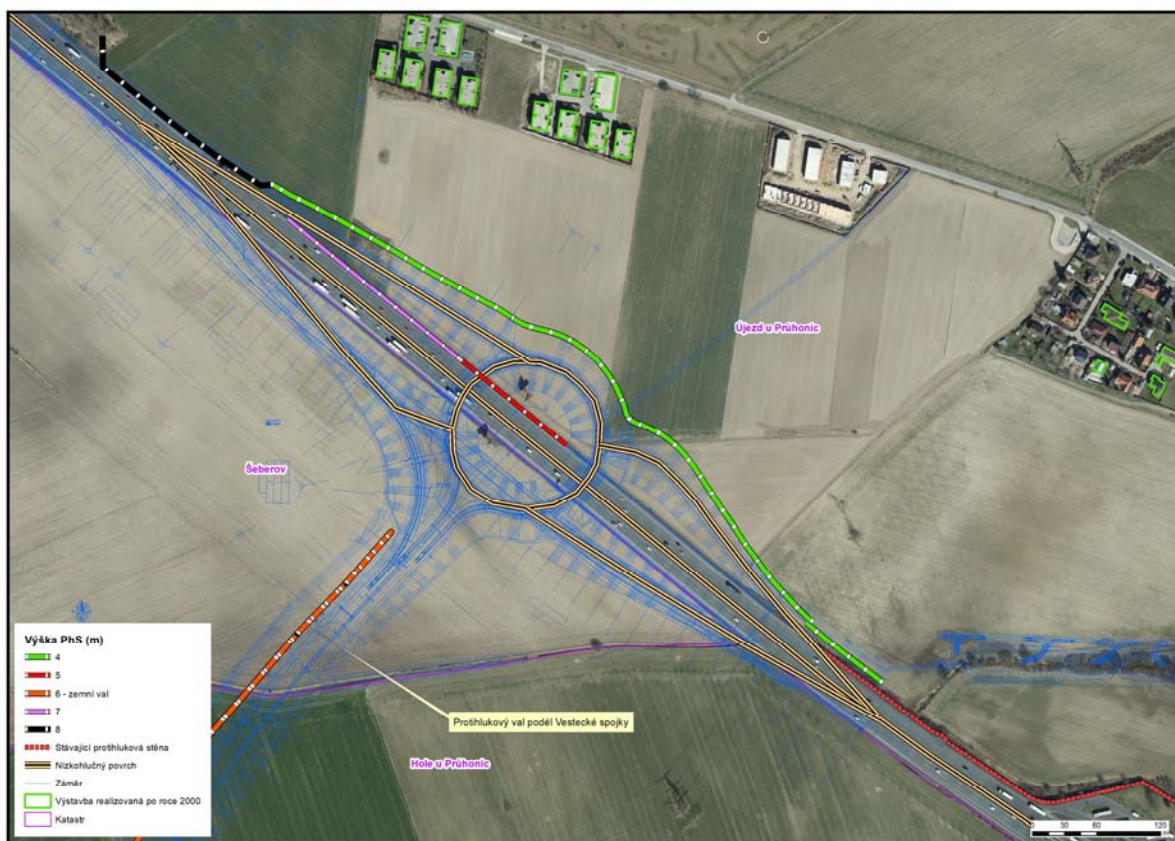 Újezd u Průhonic
Šeberov
Protihlukový val podél Vestecké spojky
Hole u Průhonic
Výška PhS (m)
4
5
6 - zemní val
7
8
Stávající protihluková stěna
Nízkohlučný povrch
Záměr
Výstavba realizovaná po roce 2000
Katastr
0 30 60 120